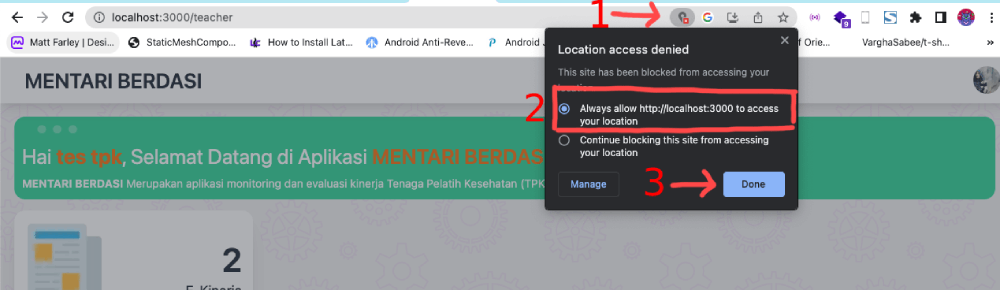 1
localhost:3000/teacher
G
9
Matt Farley | Desi...
StaticMeshCompo...
How to Install Lat...
Android Anti-Reve...
Android J
f Orie...
VarghaSabee/t-sh...
MENTARI BERDASI
Location access denied
This site has been blocked from accessing your
location
2
Always allow http://localhost:3000 to access
your location
Continue blocking this site from accessing
your location
Manage
3
Done
Hai tes tpk, Selamat Datang di Aplikasi MENTARI BERDAS
MENTARI BERDASI Merupakan aplikasi monitoring dan evaluasi kinerja Tenaga Pelatih Kesehatan (TPK
2
E-Kinerja